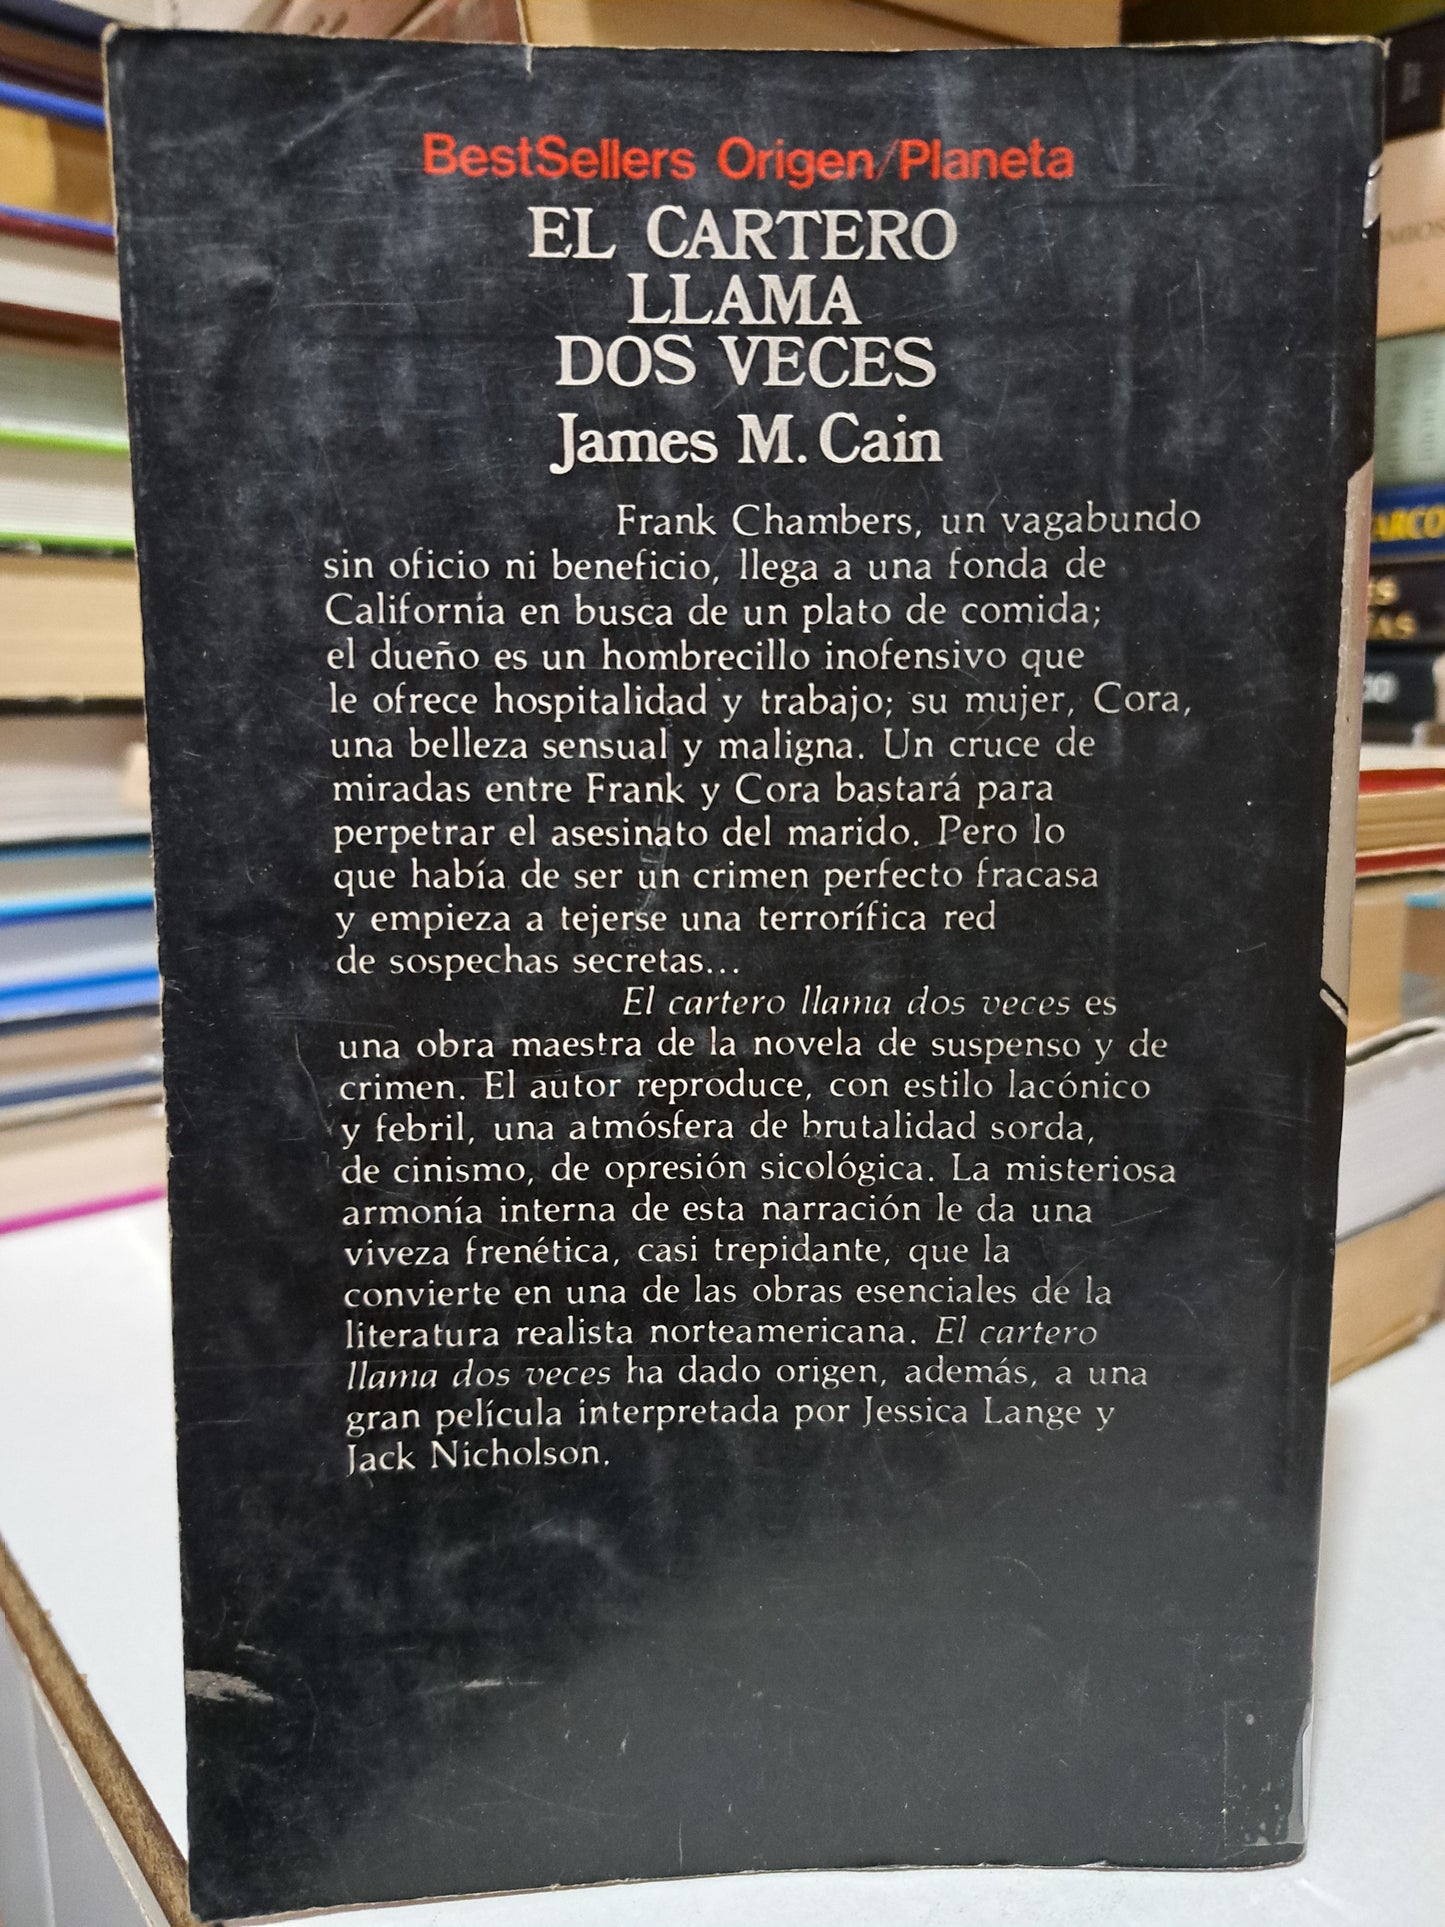 BestSellers Origen/Planeta
EL CARTERO
LLAMA
DOS VECES
James M. Cain
Frank Chambers, un vagabundo
sin oficio ni beneficio, llega a una fonda de
California en busca de un plato de comida;
el dueño es un hombrecillo inofensivo que
le ofrece hospitalidad y trabajo; su mujer, Cora,
una belleza sensual y maligna. Un cruce de
miradas entre Frank y Cora bastará para
perpetrar el asesinato del marido. Pero lo
que había de ser un crimen perfecto fracasa
y empieza a tejerse una terrorífica red
de sospechas secretas...
El cartero llama dos veces es
una obra maestra de la novela de suspenso y de
crimen. El autor reproduce, con estilo lacónico
y febril, una atmósfera de brutalidad sorda,
de cinismo, de opresión sicológica. La misteriosa
armonía interna de esta narración le da una
viveza frenética, casi trepidante, que la
convierte en una de las obras esenciales de la
literatura realista norteamericana. El cartero
llama dos veces ha dado origen, además, a una
gran película interpretada por Jessica Lange y
Jack Nicholson.